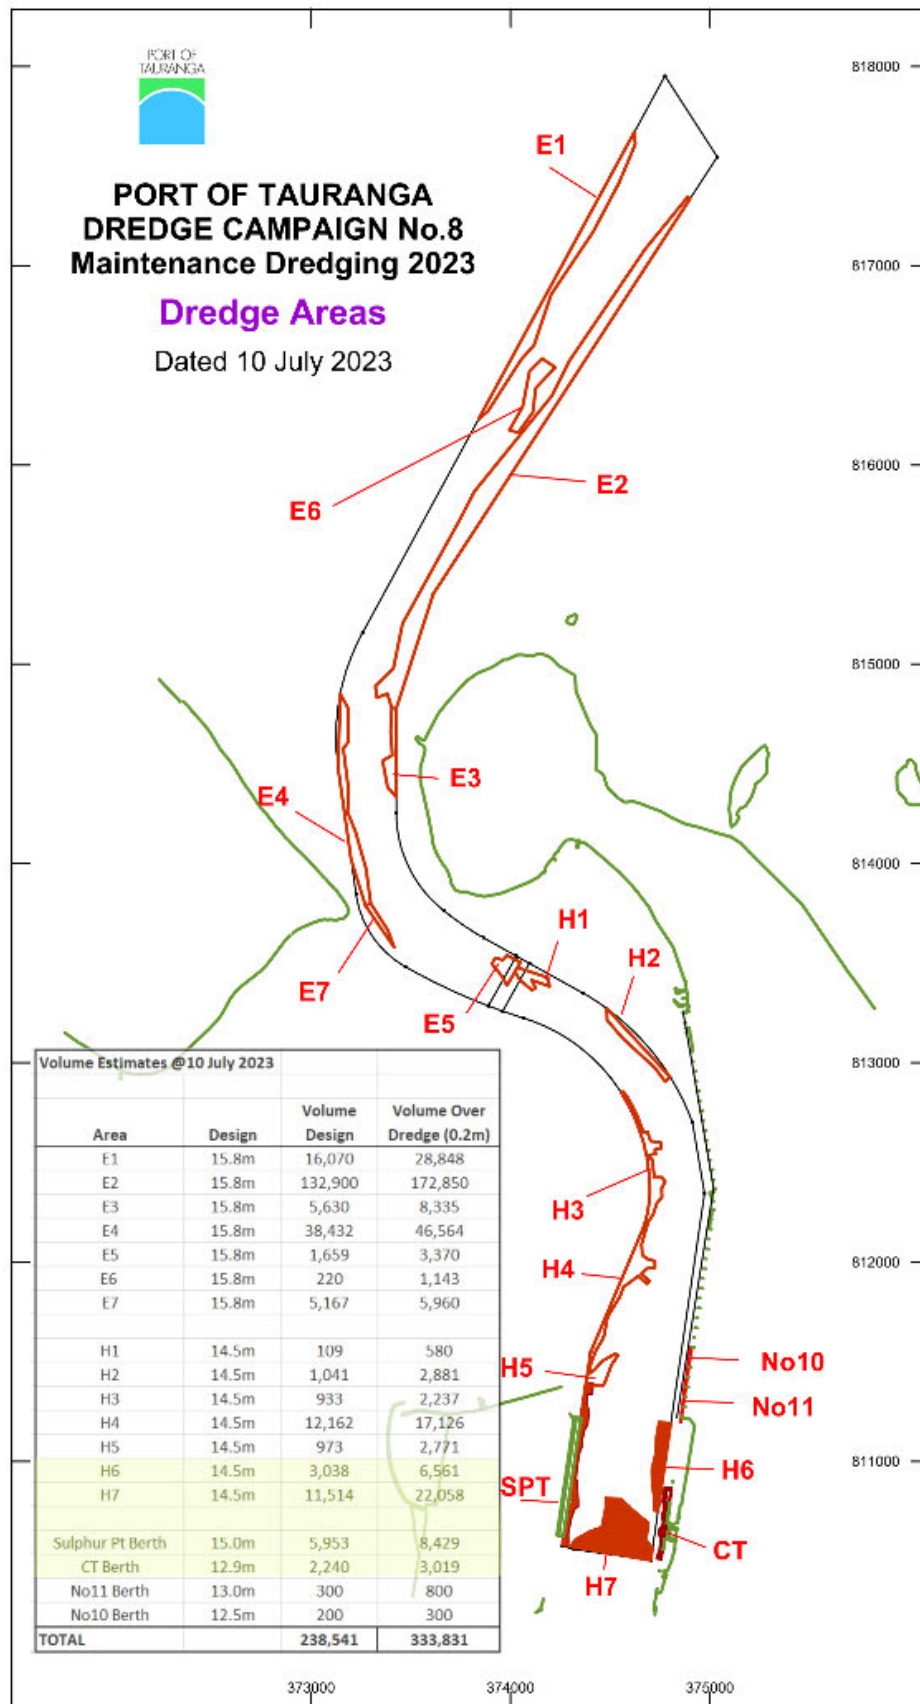 PORT OF
TAURANGA
PORT OF TAURANGA
DREDGE CAMPAIGN No.8
Maintenance Dredging 2023
Dredge Areas
Dated 10 July 2023
818000
817000
816000
815000
814000
813000
812000
811000
E1
E2
E6
E3
E4
E7
H1
H2
E5
H3
H4
H5
No10
No11
H6
SPT
CT
H7
Volume Estimates @10 July 2023
Area Design Volume Design Volume Over Dredge (0.2m)
E1 15.8m 16,070 28,848
E2 15.8m 132,900 172,850
E3 15.8m 5,630 8,335
E4 15.8m 38,432 46,564
E5 15.8m 1,659 3,370
E6 15.8m 220 1,143
E7 15.8m 5,167 5,960
H1 14.5m 109 580
H2 14.5m 1,041 2,881
H3 14.5m 933 2,237
H4 14.5m 12,162 17,126
H5 14.5m 973 2,771
H6 14.5m 3,038 6,561
H7 14.5m 11,514 22,058
Sulphur Pt Berth 15.0m 5,953 8,429
CT Berth 12.9m 2,240 3,019
No11 Berth 13.0m 300 800
No10 Berth 12.5m 200 300
TOTAL 238,541 333,831
373000 374000 375000